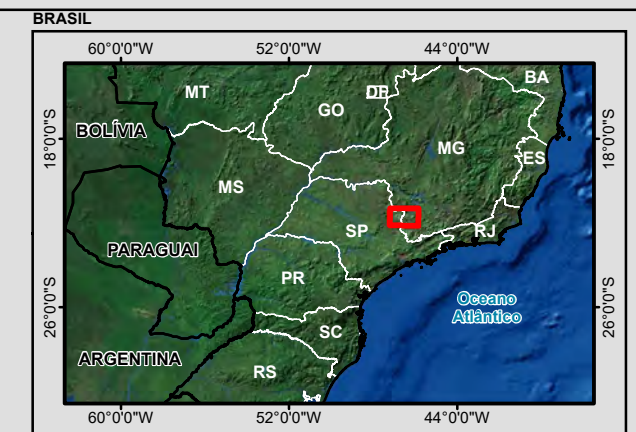 BRASIL
60°0'0"W 52°0'0"W 44°0'0"W
BA
MT
DF
GO
18°0'0"S
BOLÍVIA
18°0'0"S
MG
ES
MS
SP
RJ
PARAGUAI
PR
26°0'0"S
Oceano
Atlântico
26°0'0"S
SC
ARGENTINA
RS
60°0'0"W 52°0'0"W 44°0'0"W